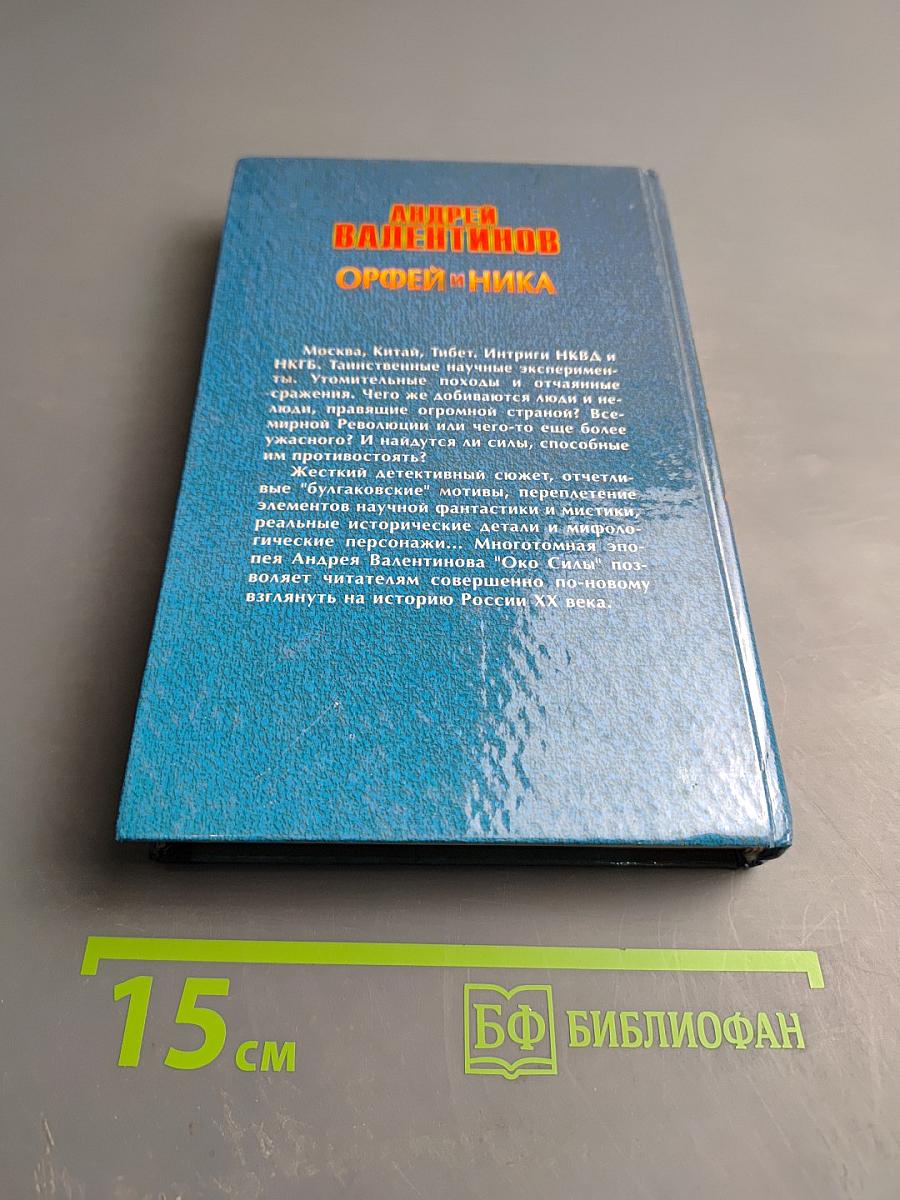 АНДРЕЙ
ВАЛЕНТИНОВ
ОРФЕЙ и НИКА
Москва, Китай, Тибет. Интриги НКВД и
НКГБ. Таинственные научные эксперимен-
ты. Утомительные походы и отчаянные
сражения. Чего же добиваются люди и не-
люди, правящие огромной страной? Все-
мирной Революции или чего-то еще более
ужасного? И найдутся ли силы, способные
им противостоять?
Жесткий детективный сюжет, отчетли-
вые "булгаковские" мотивы, переплетение
элементов научной фантастики и мистики,
реальные исторические детали и мифоло-
гические персонажи... Многотомная эпо-
пея Андрея Валентинова "Око Силы" поз-
воляет читателям совершенно по-новому
взглянуть на историю России XX века.
15 см
БФ БИБЛИОФАН